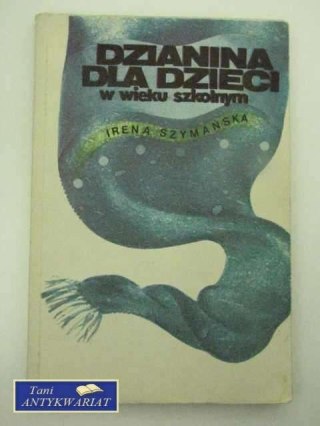 DZIANINA
DLA DZIECI
w wieku szkolnym
IRENA SZYMAŃSKA
Tani
ANTYKWARIAT